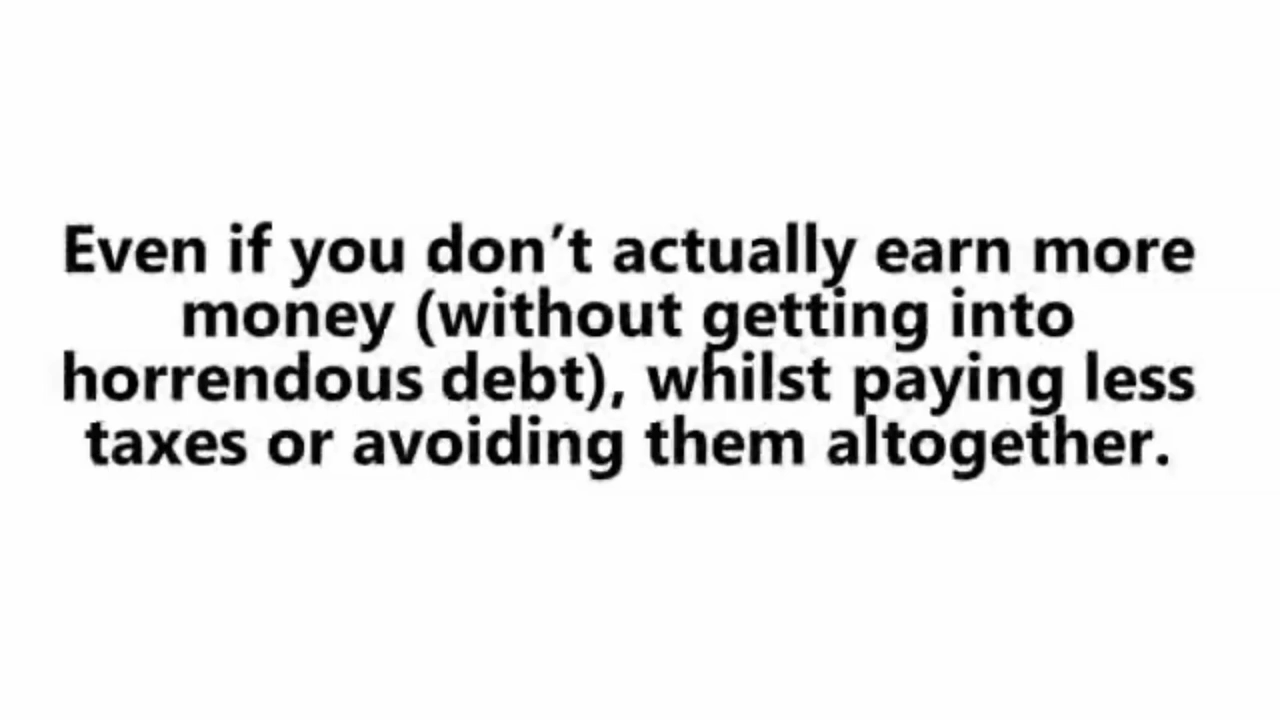 Even if you don’t actually earn more
money (without getting into
horrendous debt), whilst paying less
taxes or avoiding them altogether.